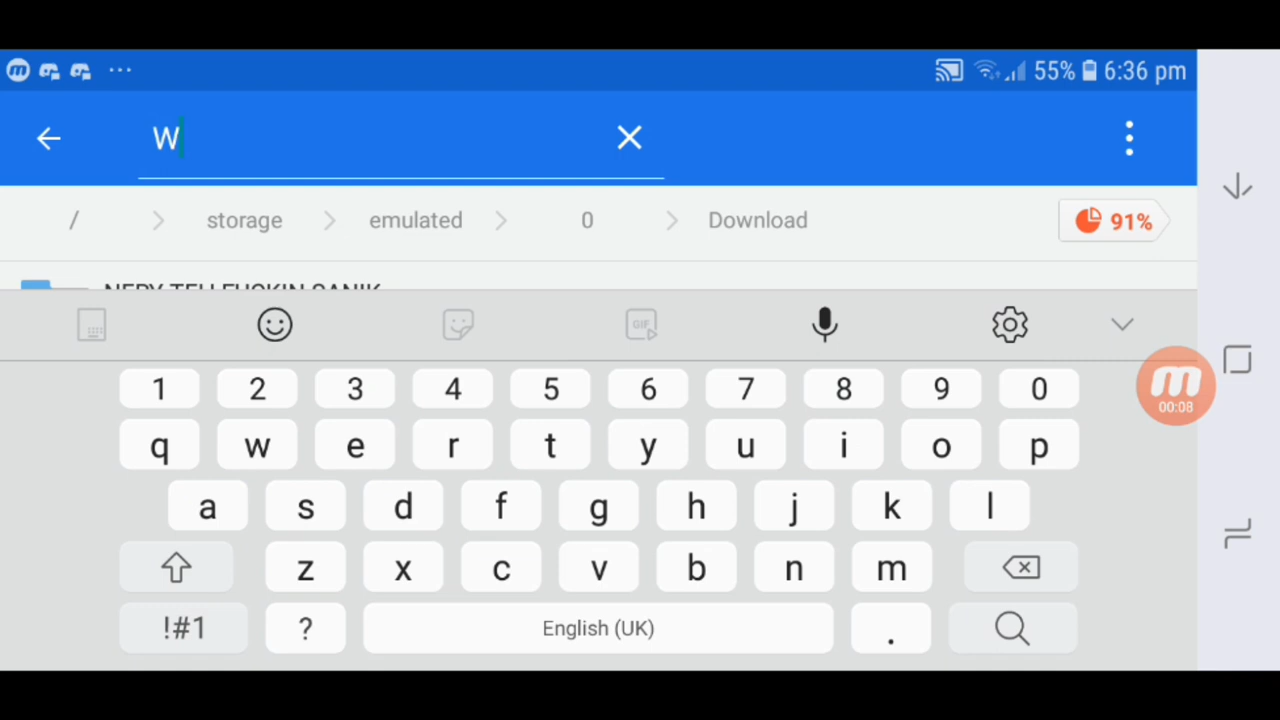 m ... 55% 6:36 pm
W
/ storage emulated 0 Download 91%
GIF
1 2 3 4 5 6 7 8 9 0
m
00:08
q w e r t y u i o p
a s d f g h j k l
z x c v b n m
!#1 ? English (UK) .